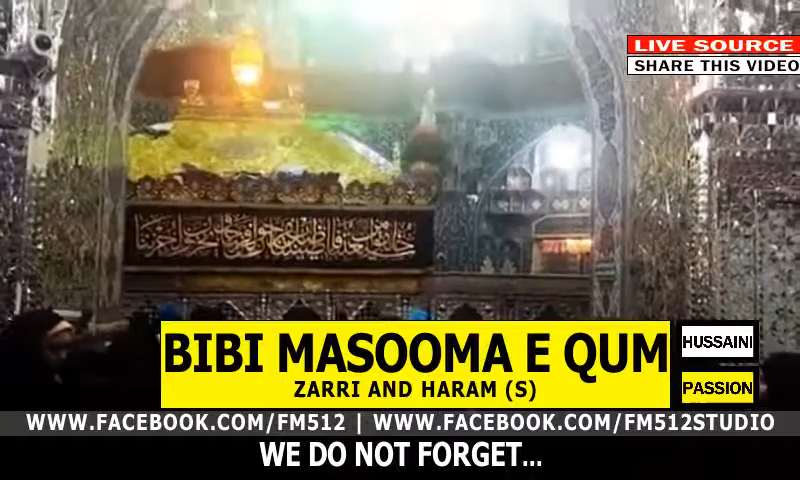 LIVE SOURCE
SHARE THIS VIDEO
BIBI MASOOMA E QUM
ZARRI AND HARAM (S)
HUSSAINI
PASSION
WWW.FACEBOOK.COM/FM512 | WWW.FACEBOOK.COM/FM512STUDIO
WE DO NOT FORGET...